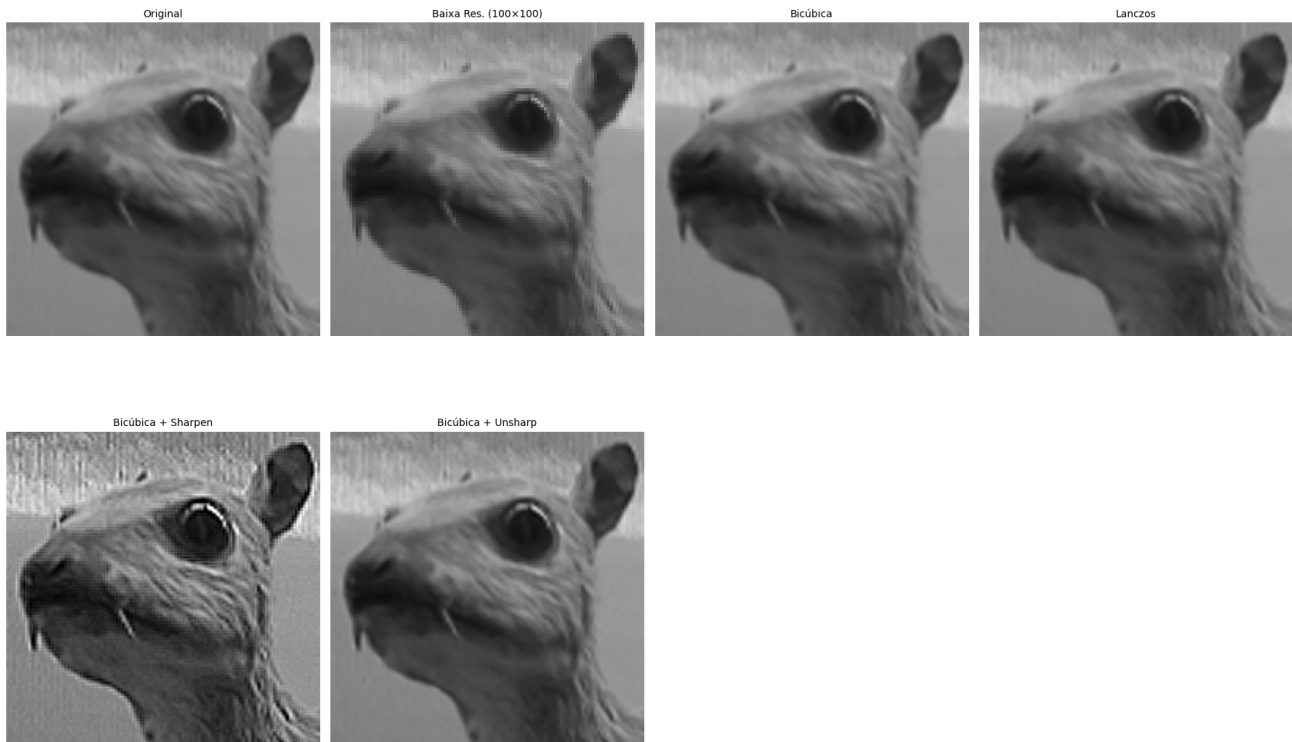 Original
Baixa Res. (100×100)
Bicúbica
Lanczos
Bicúbica + Sharpen
Bicúbica + Unsharp